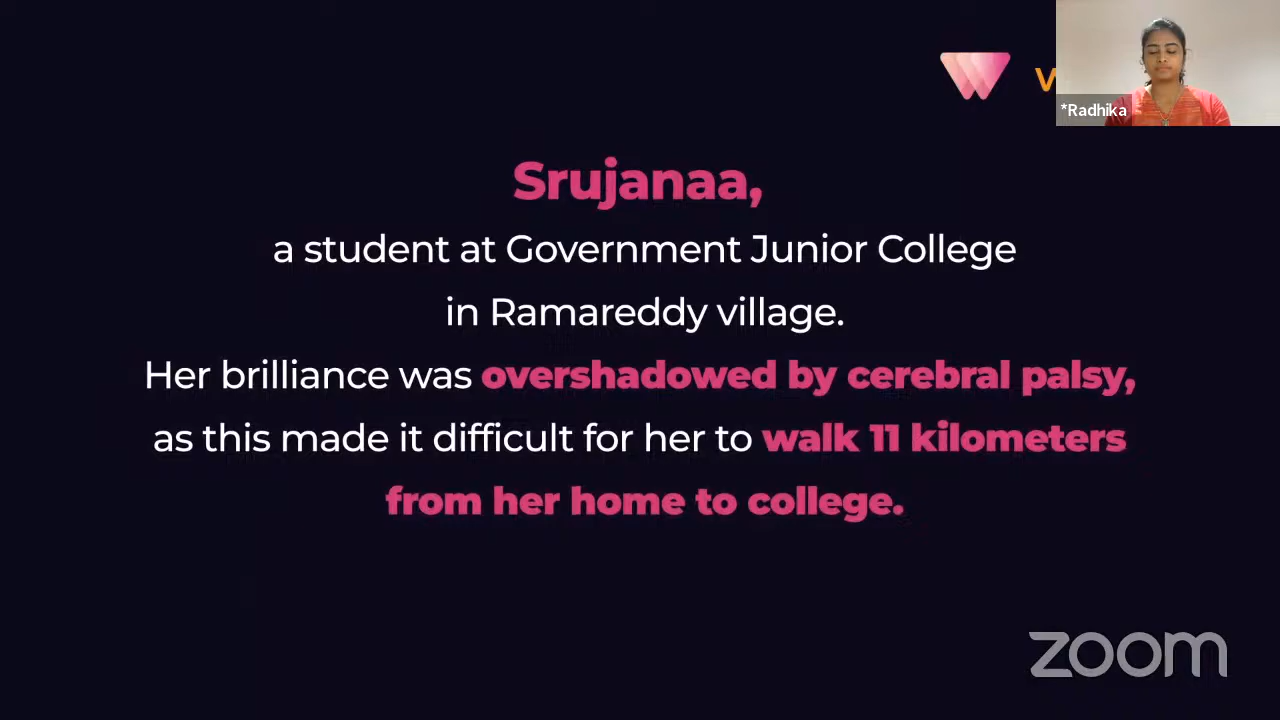 V
*Radhika
Srujanaa,
a student at Government Junior College
in Ramareddy village.
Her brilliance was overshadowed by cerebral palsy,
as this made it difficult for her to walk 11 kilometers
from her home to college.
zoom